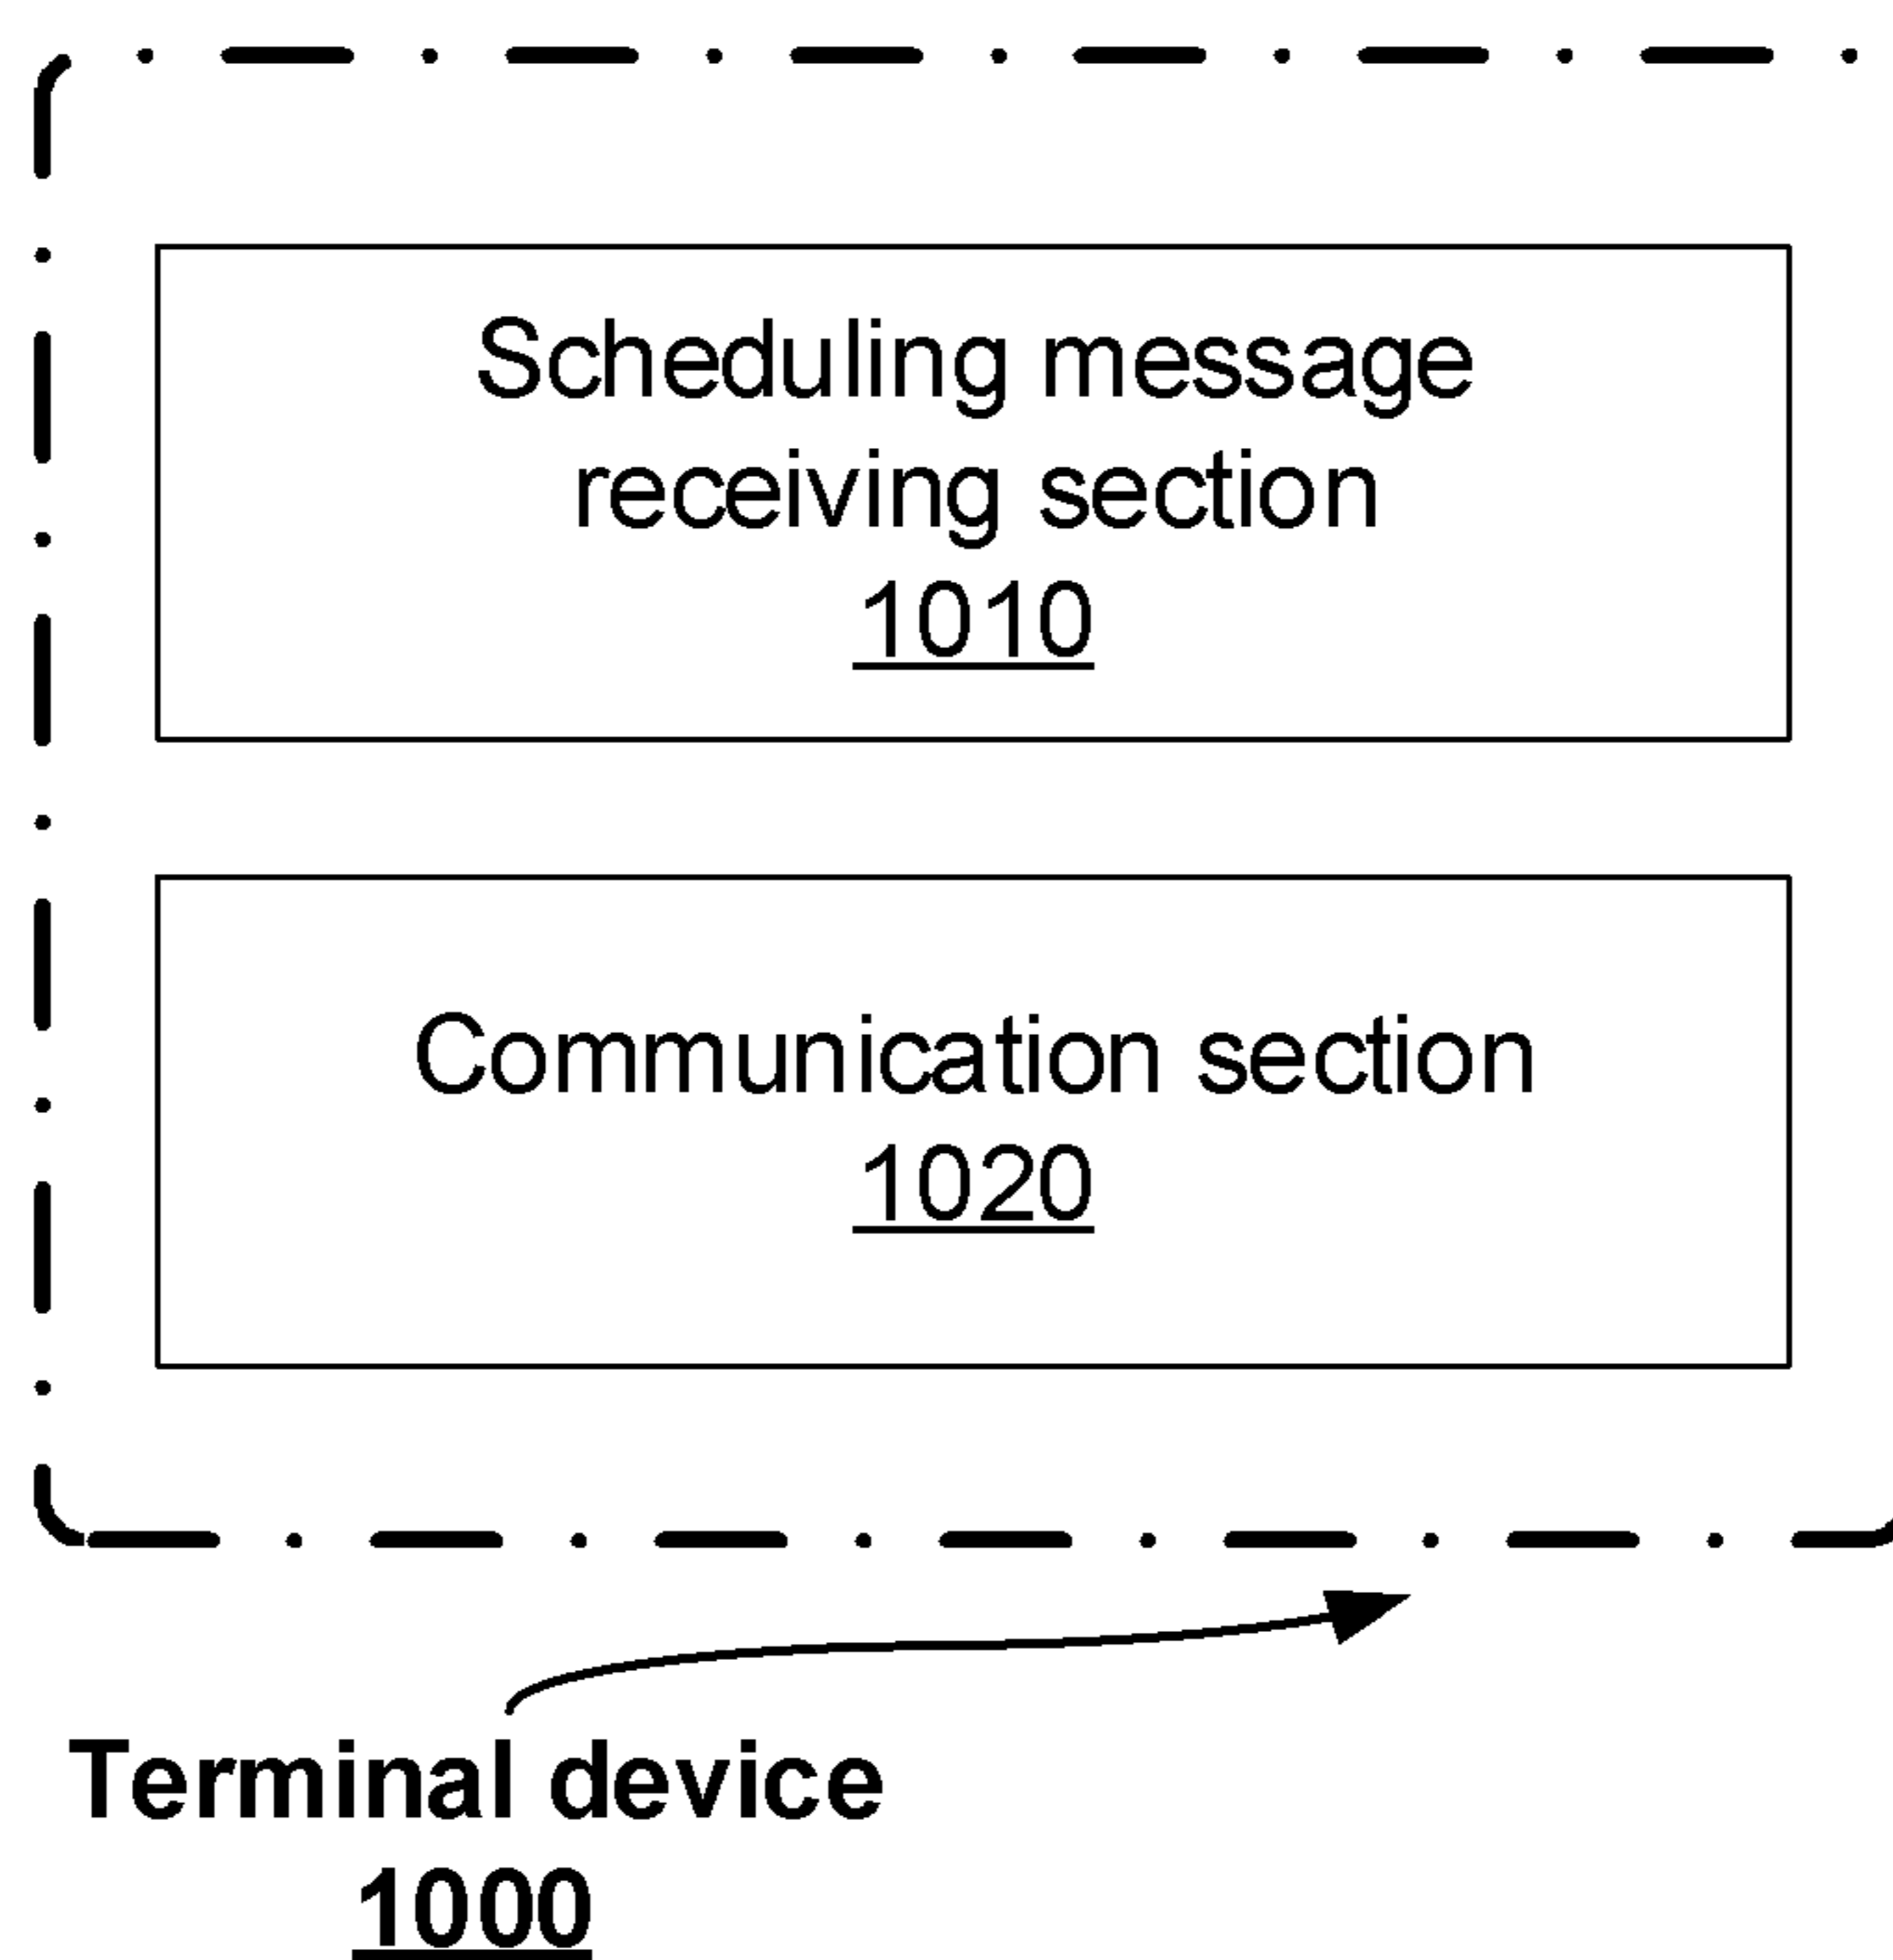 Scheduling message
receiving section
1010
Communication section
1020
Terminal device
1000